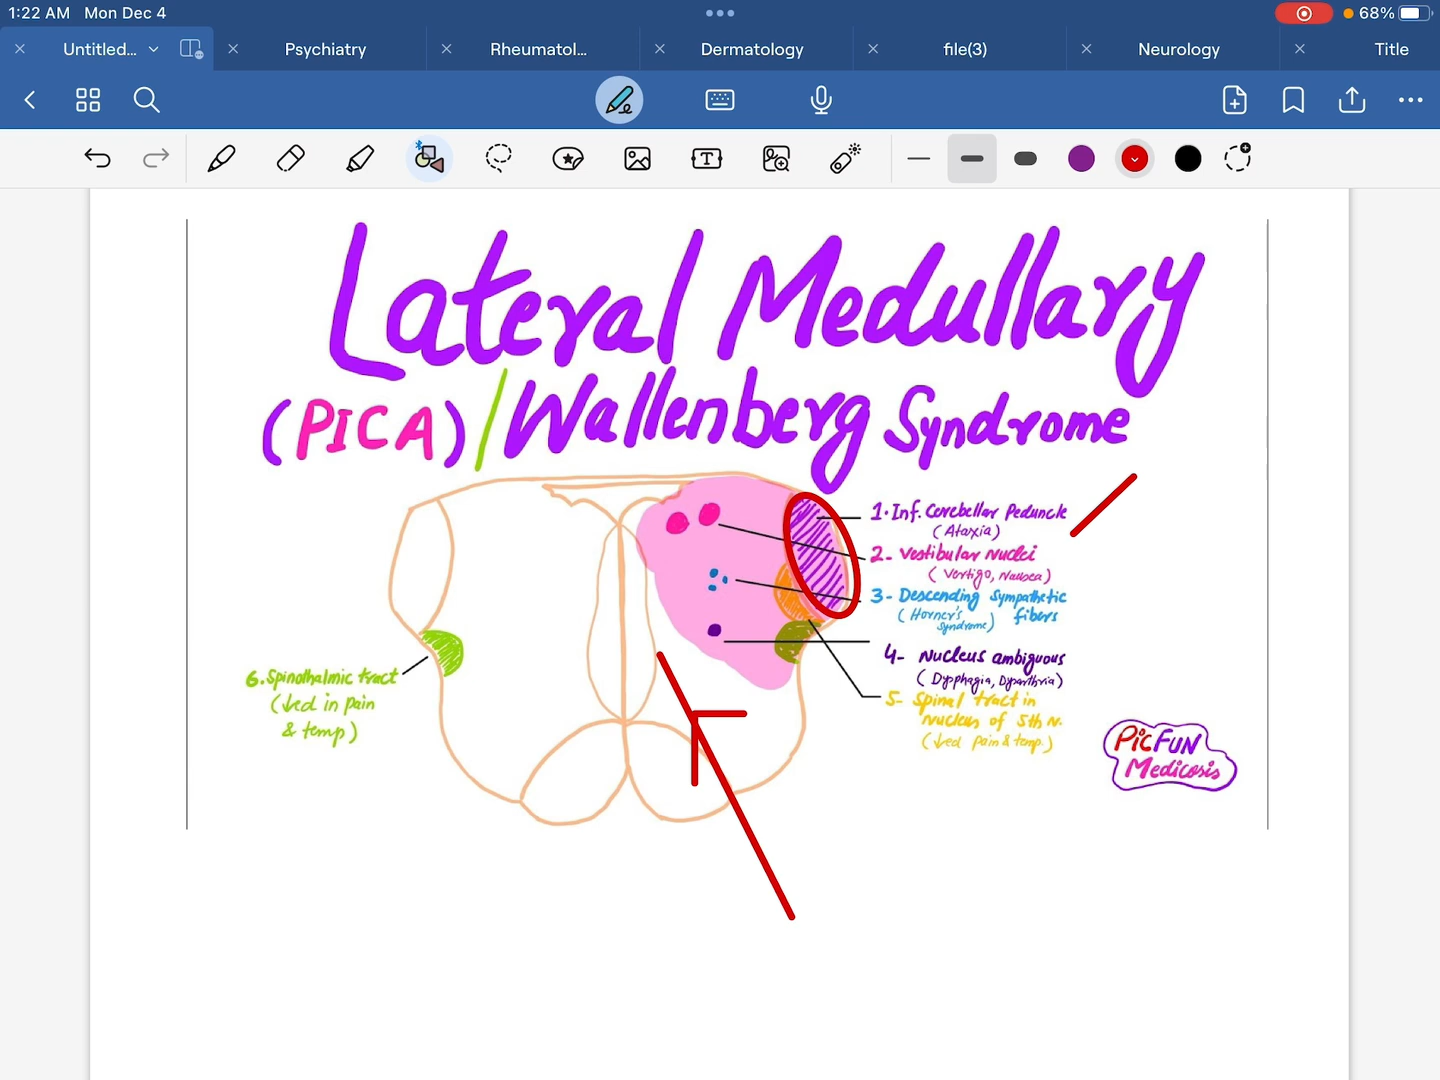 1:22 AM Mon Dec 4
68%
Untitled...
Psychiatry
Rheumatol...
Dermatology
file(3)
Neurology
Title
T
Lateral Medullary
(PICA) / Wallenberg Syndrome
1. Inf. Cerebellar Peduncle
(Ataxia)
2- Vestibular Nuclei
(Vertigo, Nausea)
3- Descending Sympathetic
fibers
(Horner's
Syndrome)
4- Nucleus ambiguous
(Dysphagia, Dysarthria)
5- Spinal tract in
nucleus of 5th N.
(↓ed pain & temp.)
6. Spinothalmic tract
(↓ed in pain
& temp)
PicFUN
Medicosis